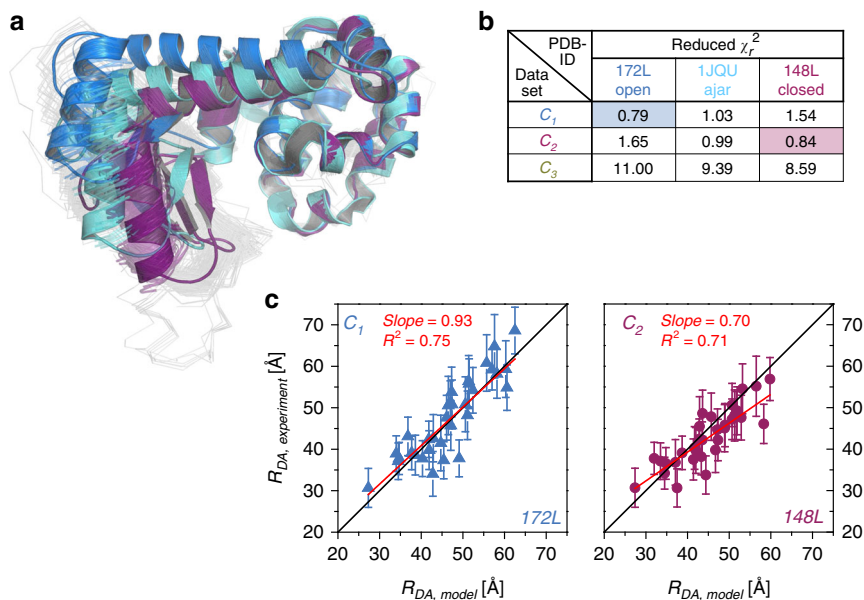 a
b
PDB-ID
Data set
Reduced χr²
172L open
1JQU ajar
148L closed
C1 0.79 1.03 1.54
C2 1.65 0.99 0.84
C3 11.00 9.39 8.59
c
C1
Slope = 0.93
R² = 0.75
172L
RDA, experiment [Å]
70
60
50
40
30
20
20 30 40 50 60 70
RDA, model [Å]
C2
Slope = 0.70
R² = 0.71
148L
70
60
50
40
30
20
20 30 40 50 60 70
RDA, model [Å]